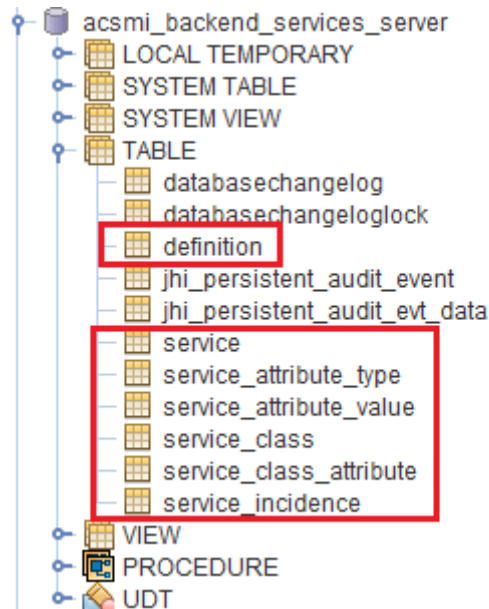 acsmi_backend_services_server
LOCAL TEMPORARY
SYSTEM TABLE
SYSTEM VIEW
TABLE
databasechangelog
databasechangeloglock
definition
jhi_persistent_audit_event
jhi_persistent_audit_evt_data
service
service_attribute_type
service_attribute_value
service_class
service_class_attribute
service_incidence
VIEW
PROCEDURE
UDT